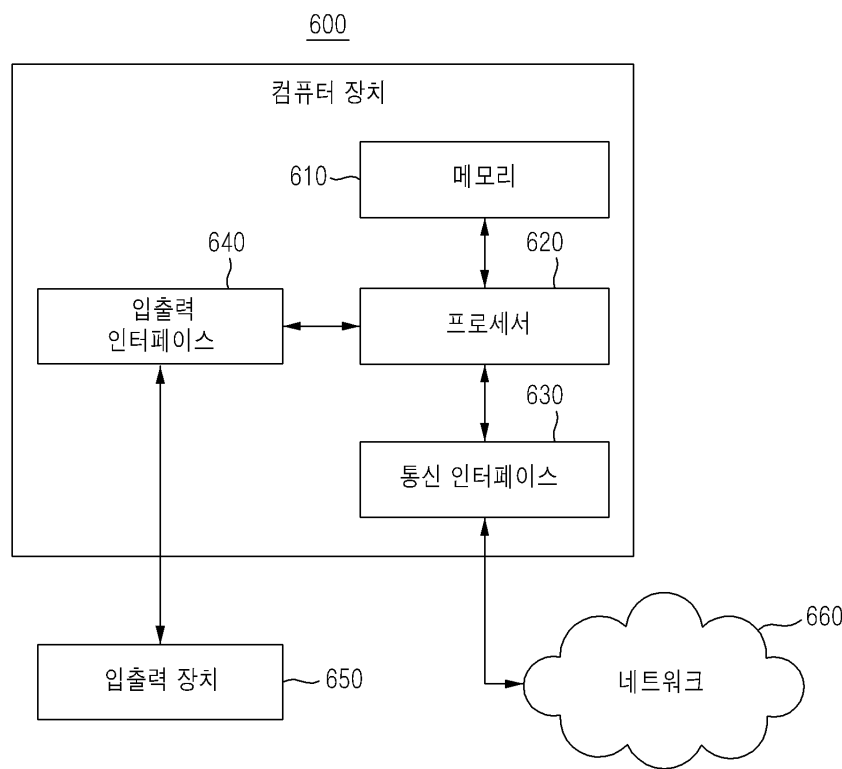 600
컴퓨터 장치
610
메모리
640
620
입출력
인터페이스
프로세서
630
통신 인터페이스
660
입출력 장치
650
네트워크